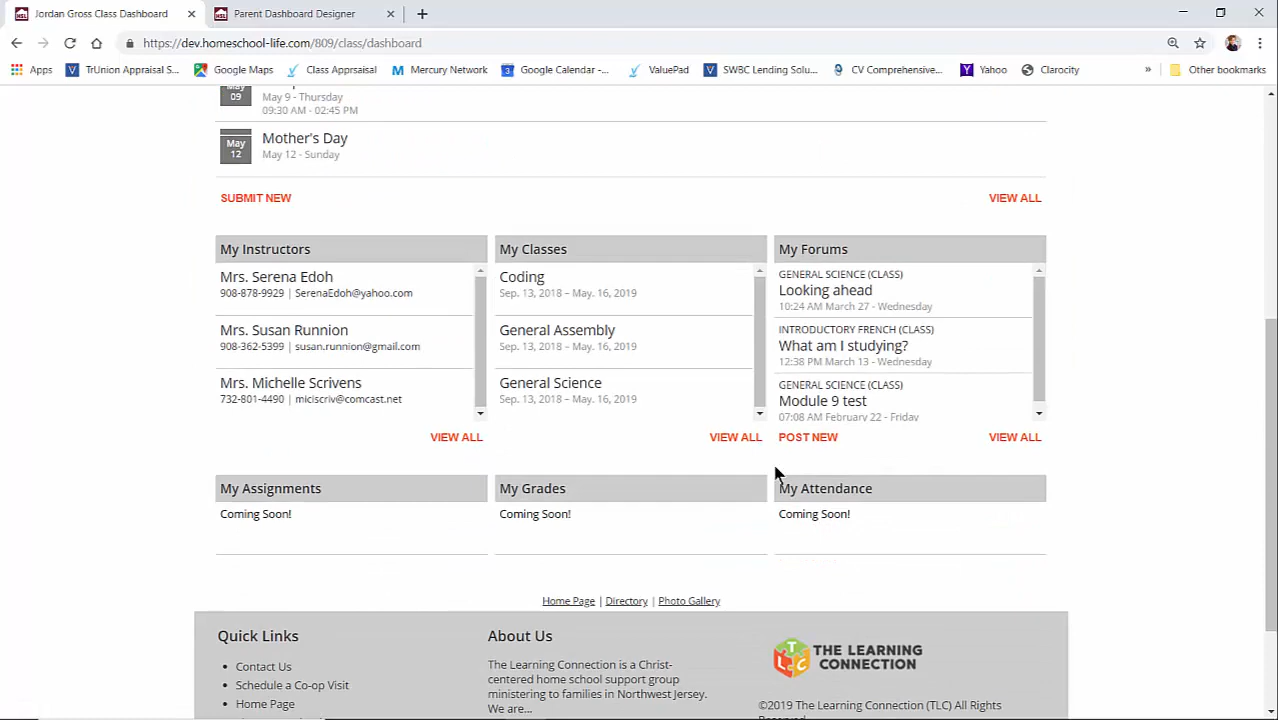 Jordan Gross Class Dashboard
Parent Dashboard Designer
https://dev.homeschool-life.com/809/class/dashboard
Apps
TrUnion Appraisal S...
Google Maps
Class Appraisal
Mercury Network
Google Calendar -...
ValuePad
SWBC Lending Solu...
CV Comprehensive...
Yahoo
Clarocity
»
Other bookmarks
May
09
May 9 - Thursday
09:30 AM - 02:45 PM
May
12
Mother's Day
May 12 - Sunday
SUBMIT NEW
VIEW ALL
My Instructors
Mrs. Serena Edoh
908-878-9929 | SerenaEdoh@yahoo.com
Mrs. Susan Runnion
908-362-5399 | susan.runnion@gmail.com
Mrs. Michelle Scrivens
732-801-4490 | miciscriv@comcast.net
VIEW ALL
My Classes
Coding
Sep. 13, 2018 – May. 16, 2019
General Assembly
Sep. 13, 2018 – May. 16, 2019
General Science
Sep. 13, 2018 – May. 16, 2019
VIEW ALL
My Forums
GENERAL SCIENCE (CLASS)
Looking ahead
10:24 AM March 27 - Wednesday
INTRODUCTORY FRENCH (CLASS)
What am I studying?
12:38 PM March 13 - Wednesday
GENERAL SCIENCE (CLASS)
Module 9 test
07:08 AM February 22 - Friday
POST NEW
VIEW ALL
My Assignments
Coming Soon!
My Grades
Coming Soon!
My Attendance
Coming Soon!
Home Page | Directory | Photo Gallery
Quick Links
• Contact Us
• Schedule a Co-op Visit
• Home Page
About Us
The Learning Connection is a Christ-
centered home school support group
ministering to families in Northwest Jersey.
We are...
TLC
THE LEARNING
CONNECTION
©2019 The Learning Connection (TLC) All Rights
Reserved